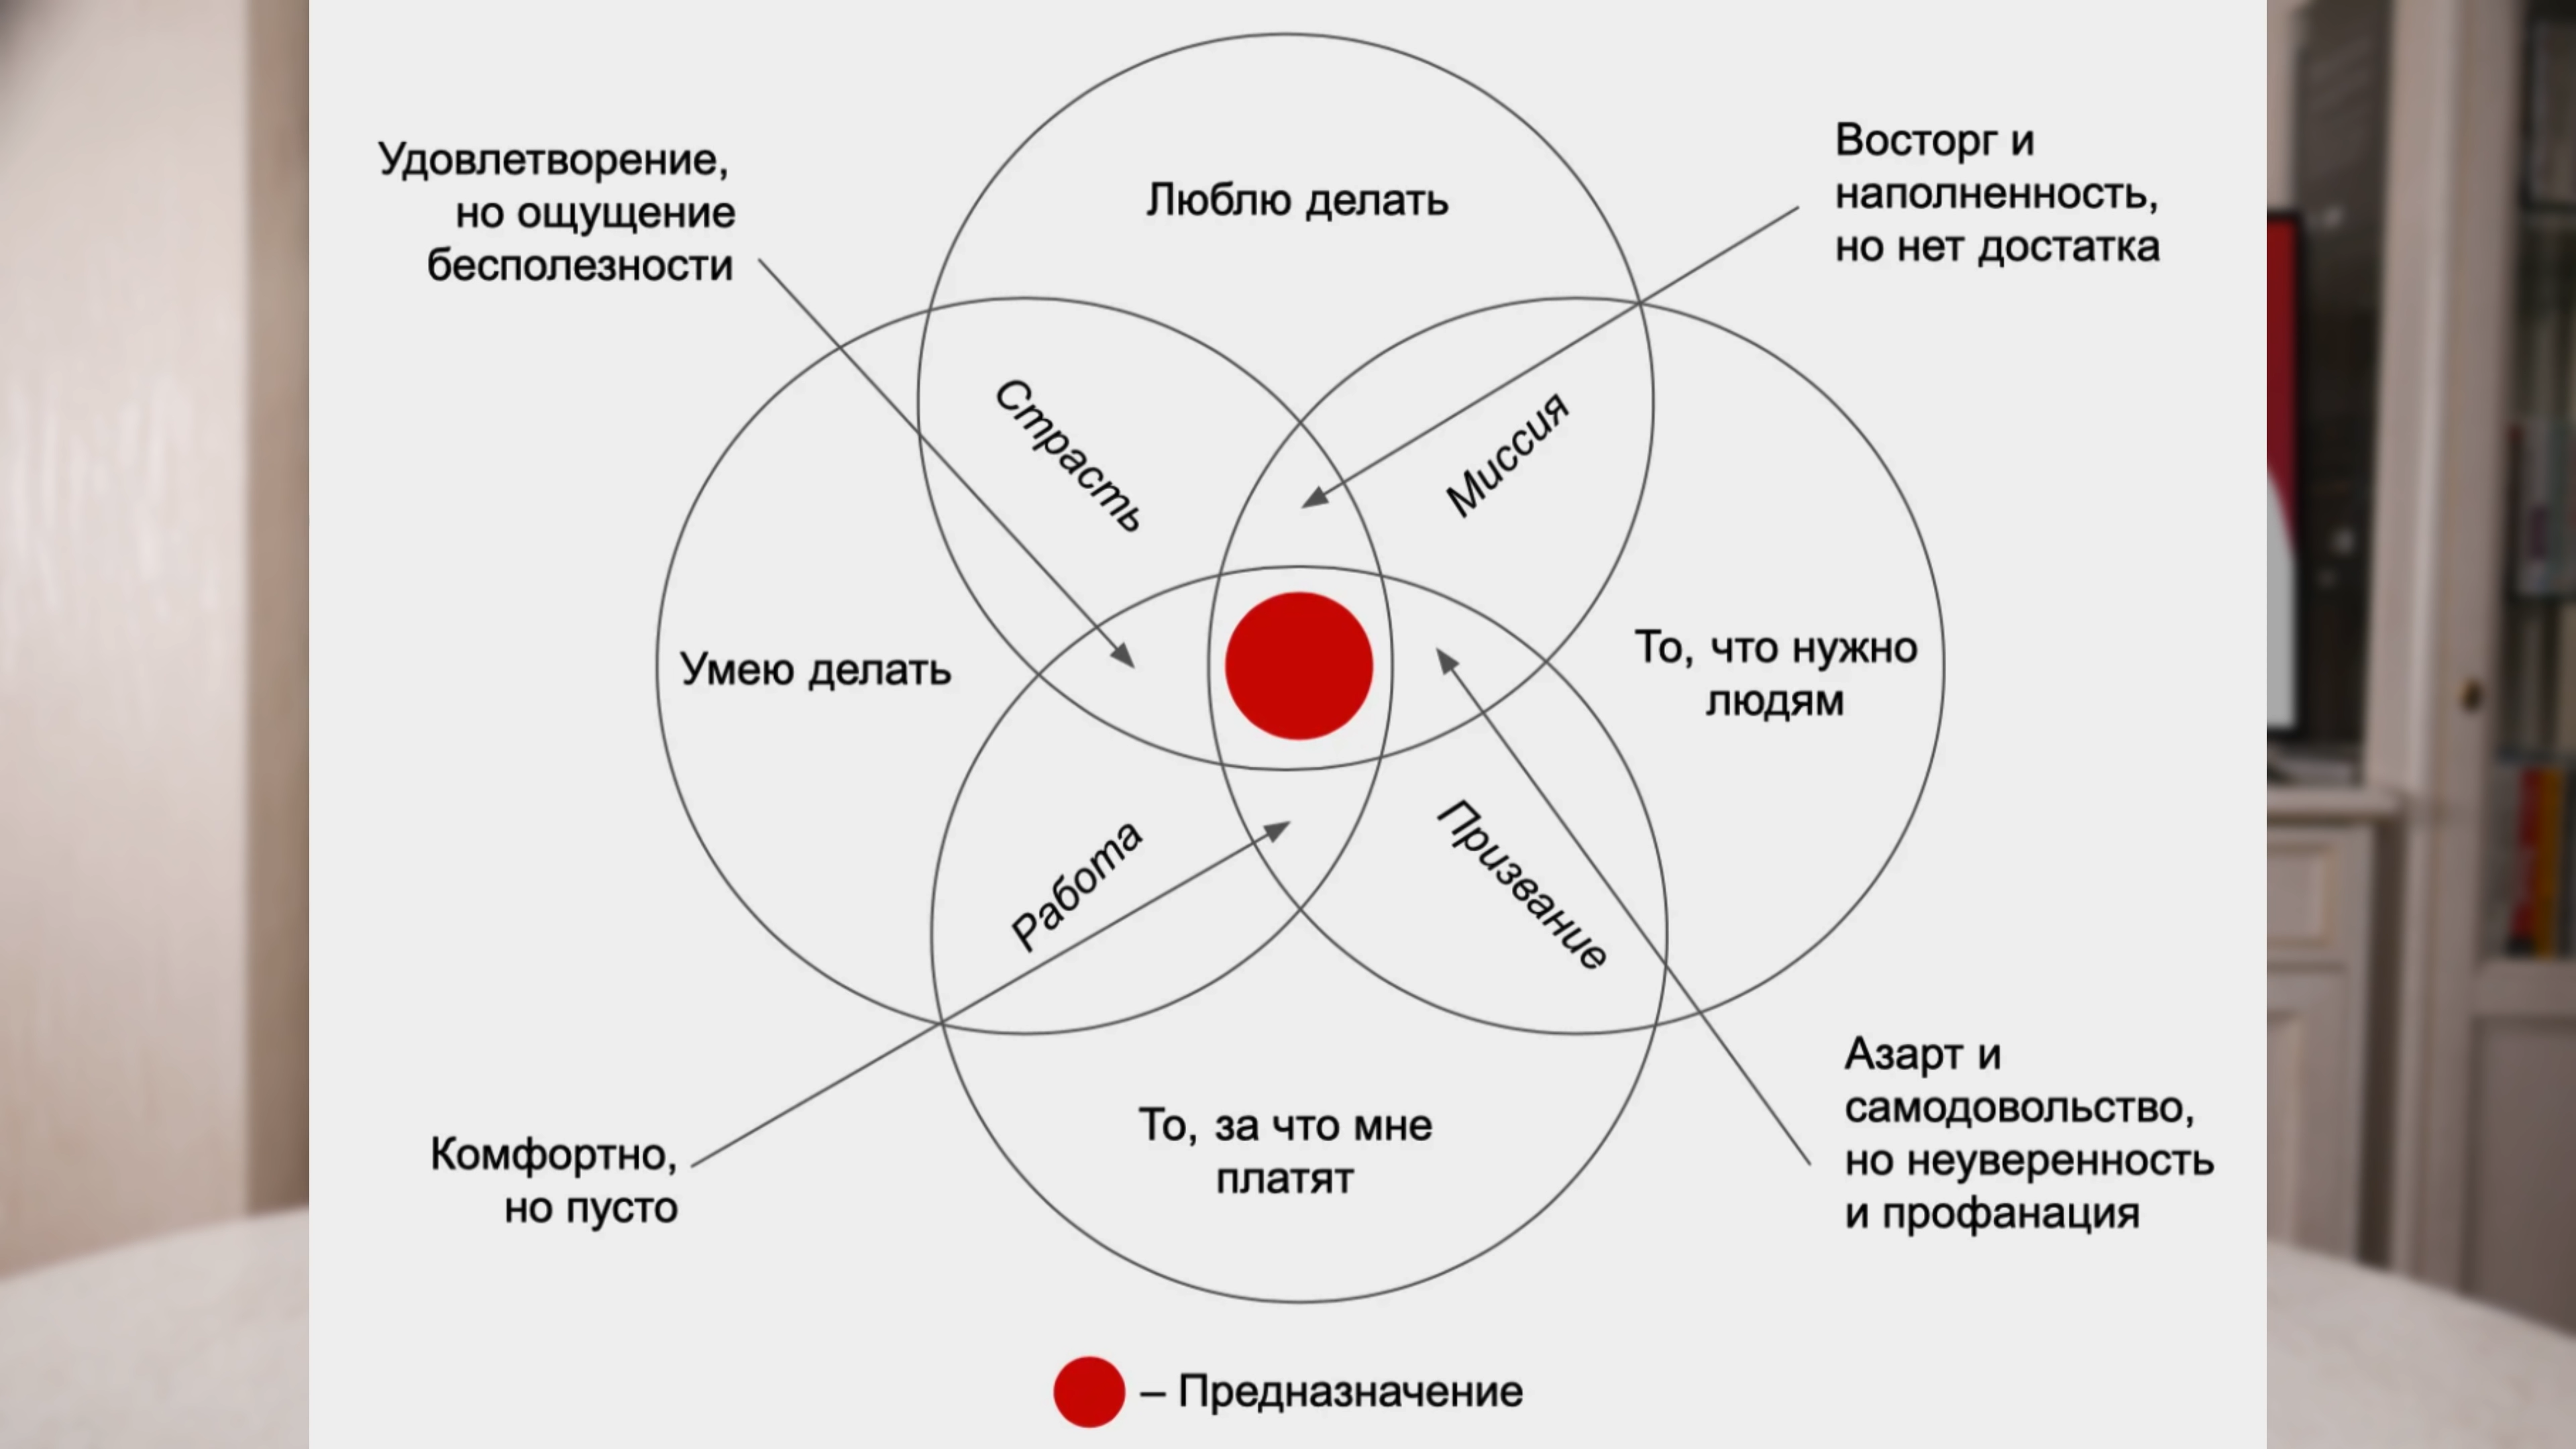 Люблю делать
Удовлетворение,
но ощущение
бесполезности
Восторг и
наполненность,
но нет достатка
Страсть
Миссия
Умею делать
То, что нужно
людям
Работа
Призвание
То, за что мне
платят
Комфортно,
но пусто
Азарт и
самодовольство,
но неуверенность
и профанация
– Предназначение